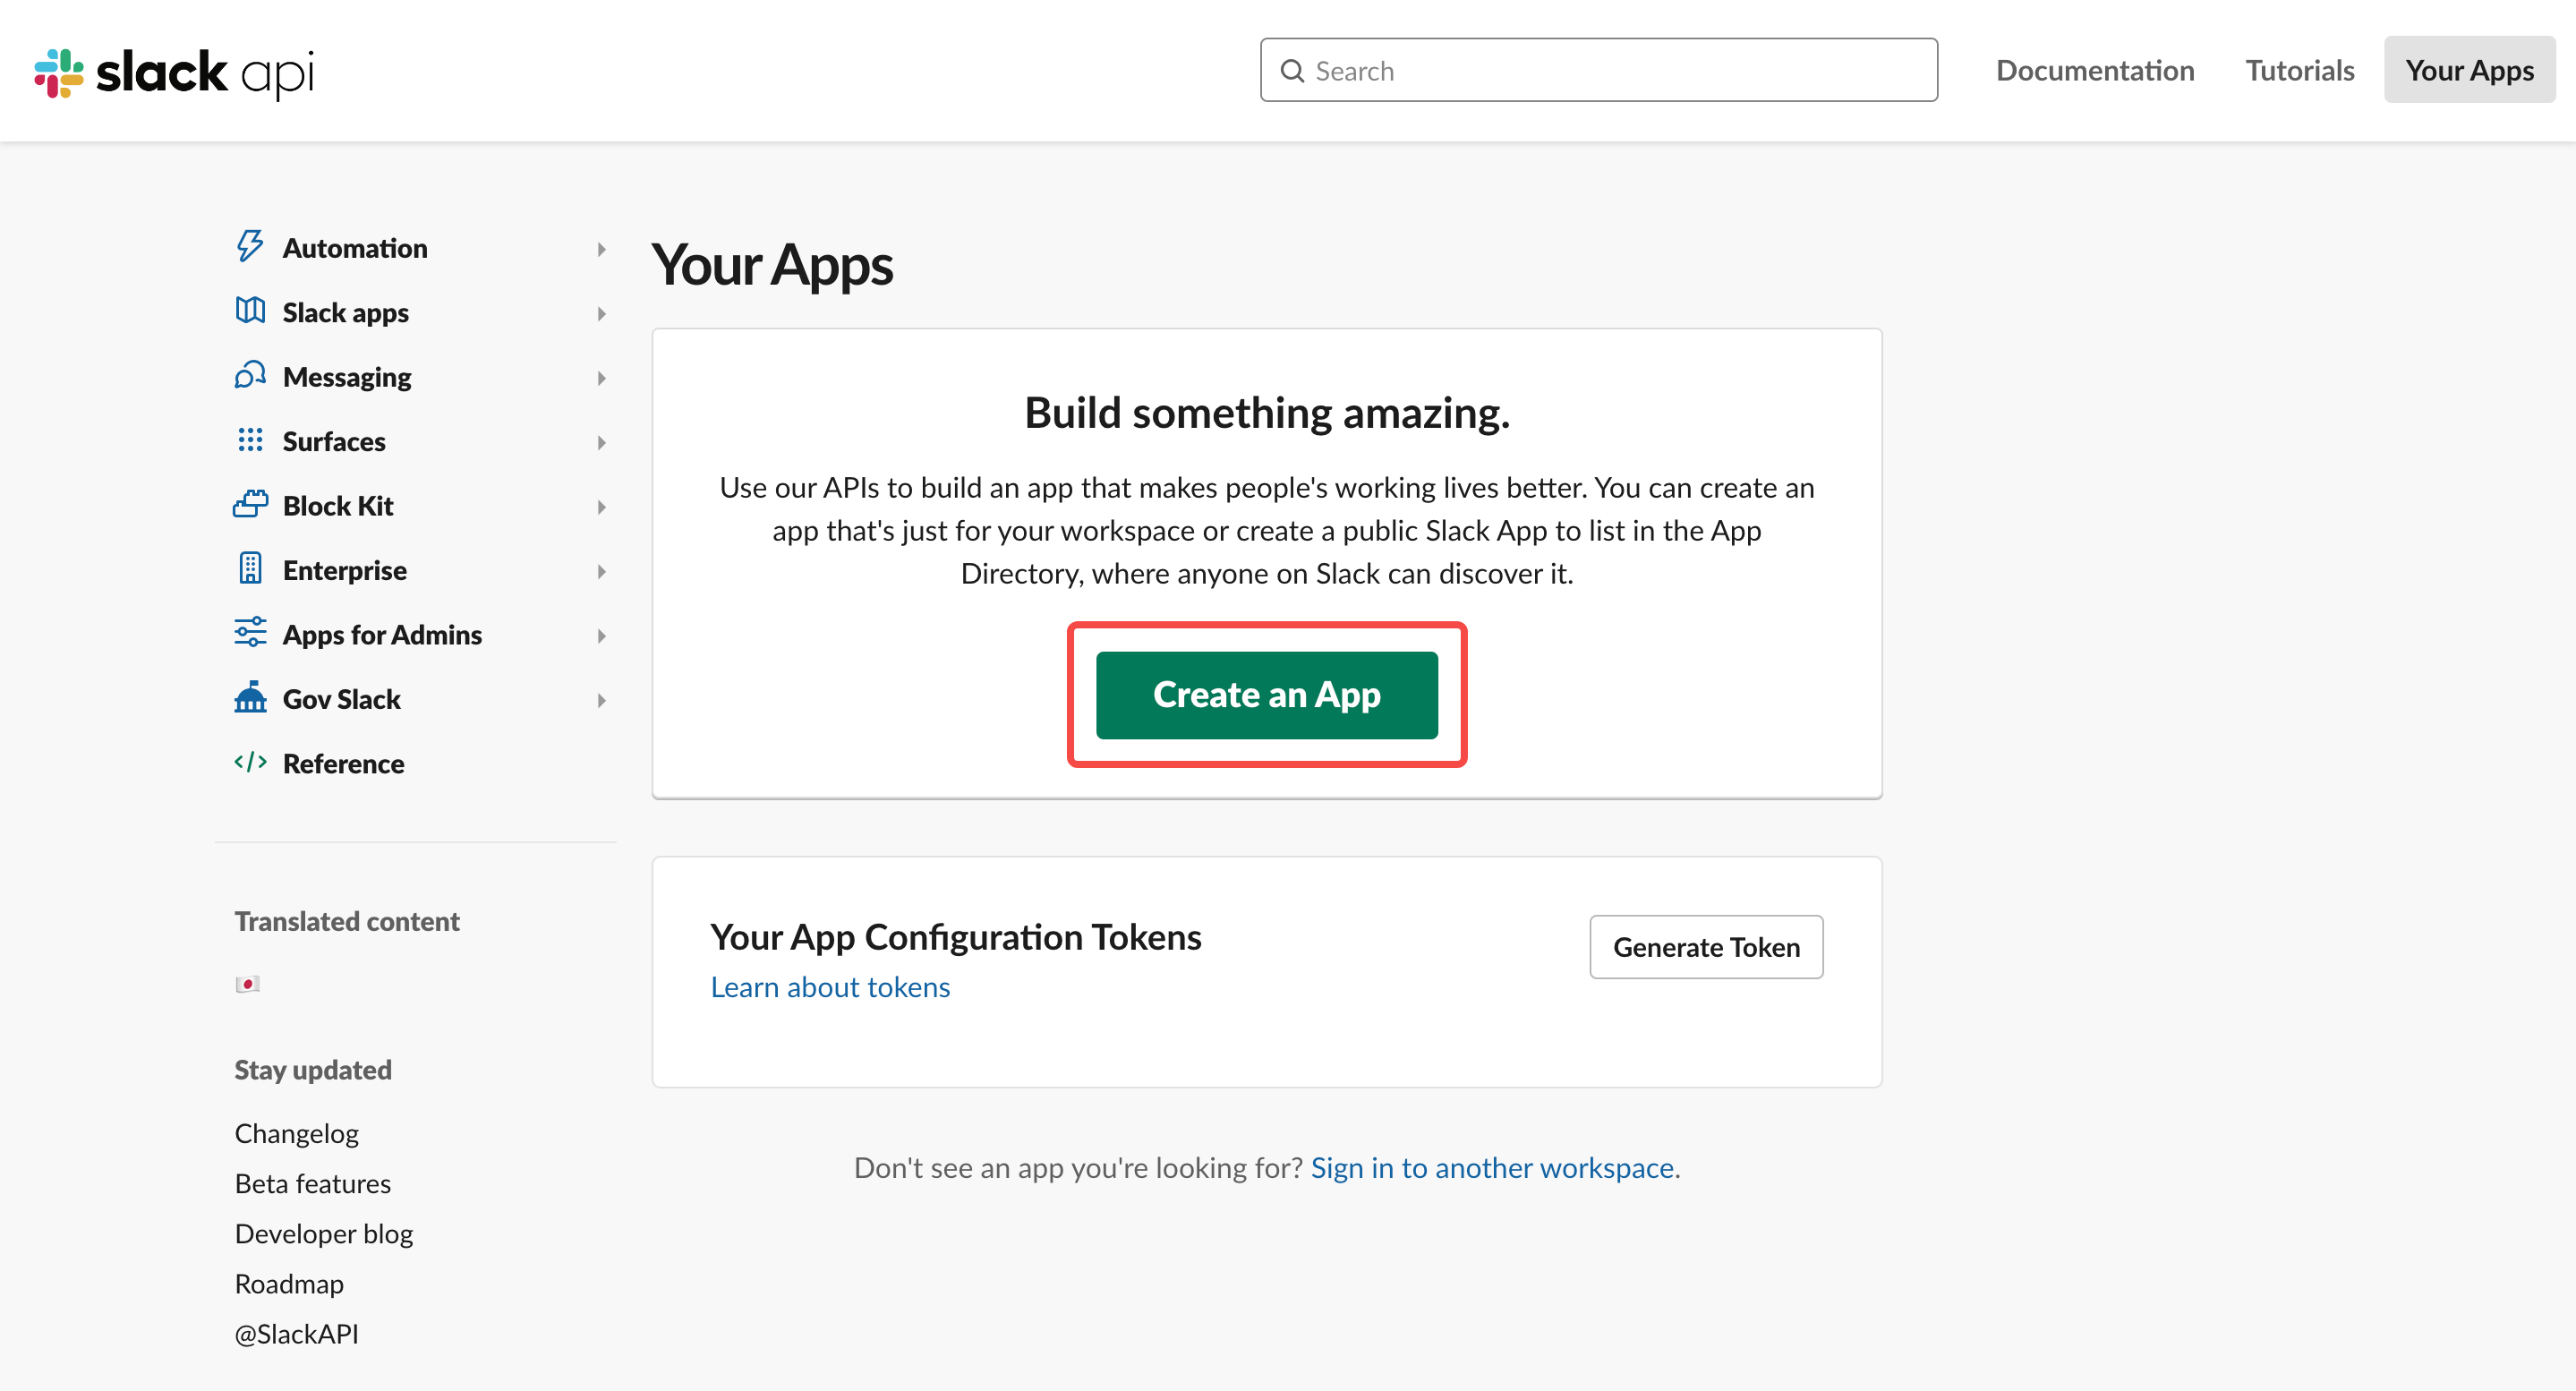 slack api
Search
Documentation
Tutorials
Your Apps
Automation
Slack apps
Messaging
Surfaces
Block Kit
Enterprise
Apps for Admins
Gov Slack
Reference
Translated content
Stay updated
Changelog
Beta features
Developer blog
Roadmap
@SlackAPI
Your Apps
Build something amazing.
Use our APIs to build an app that makes people's working lives better. You can create an
app that's just for your workspace or create a public Slack App to list in the App
Directory, where anyone on Slack can discover it.
Create an App
Your App Configuration Tokens
Generate Token
Learn about tokens
Don't see an app you're looking for? Sign in to another workspace.